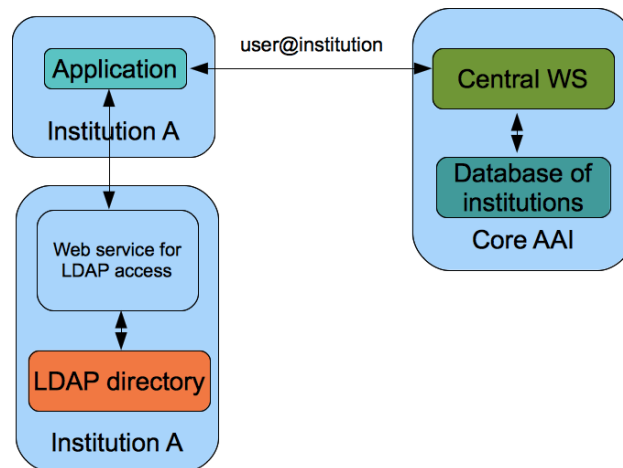 user@institution
Application
Institution A
Central WS
Database of
institutions
Core AAI
Web service for
LDAP access
LDAP directory
Institution A